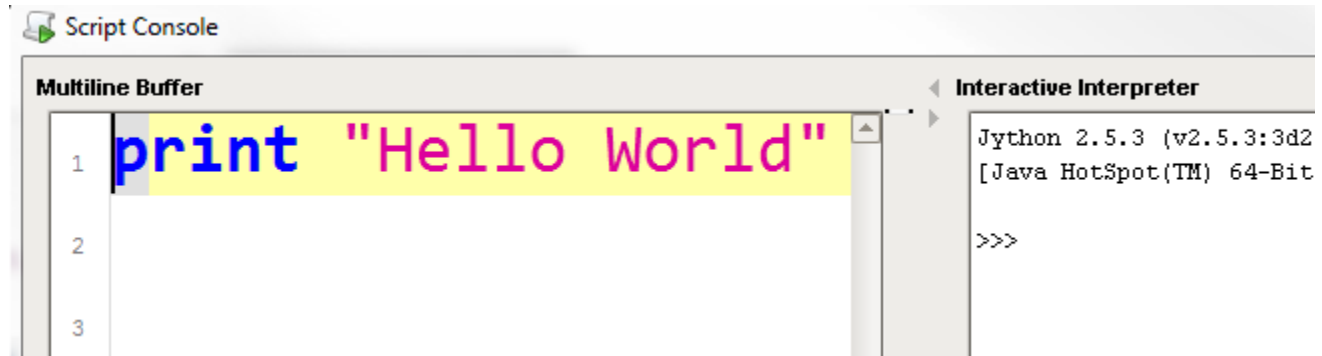 Script Console
Multiline Buffer
1 print "Hello World"
2
3
Interactive Interpreter
Jython 2.5.3 (v2.5.3:3d2
[Java HotSpot(TM) 64-Bit
>>>